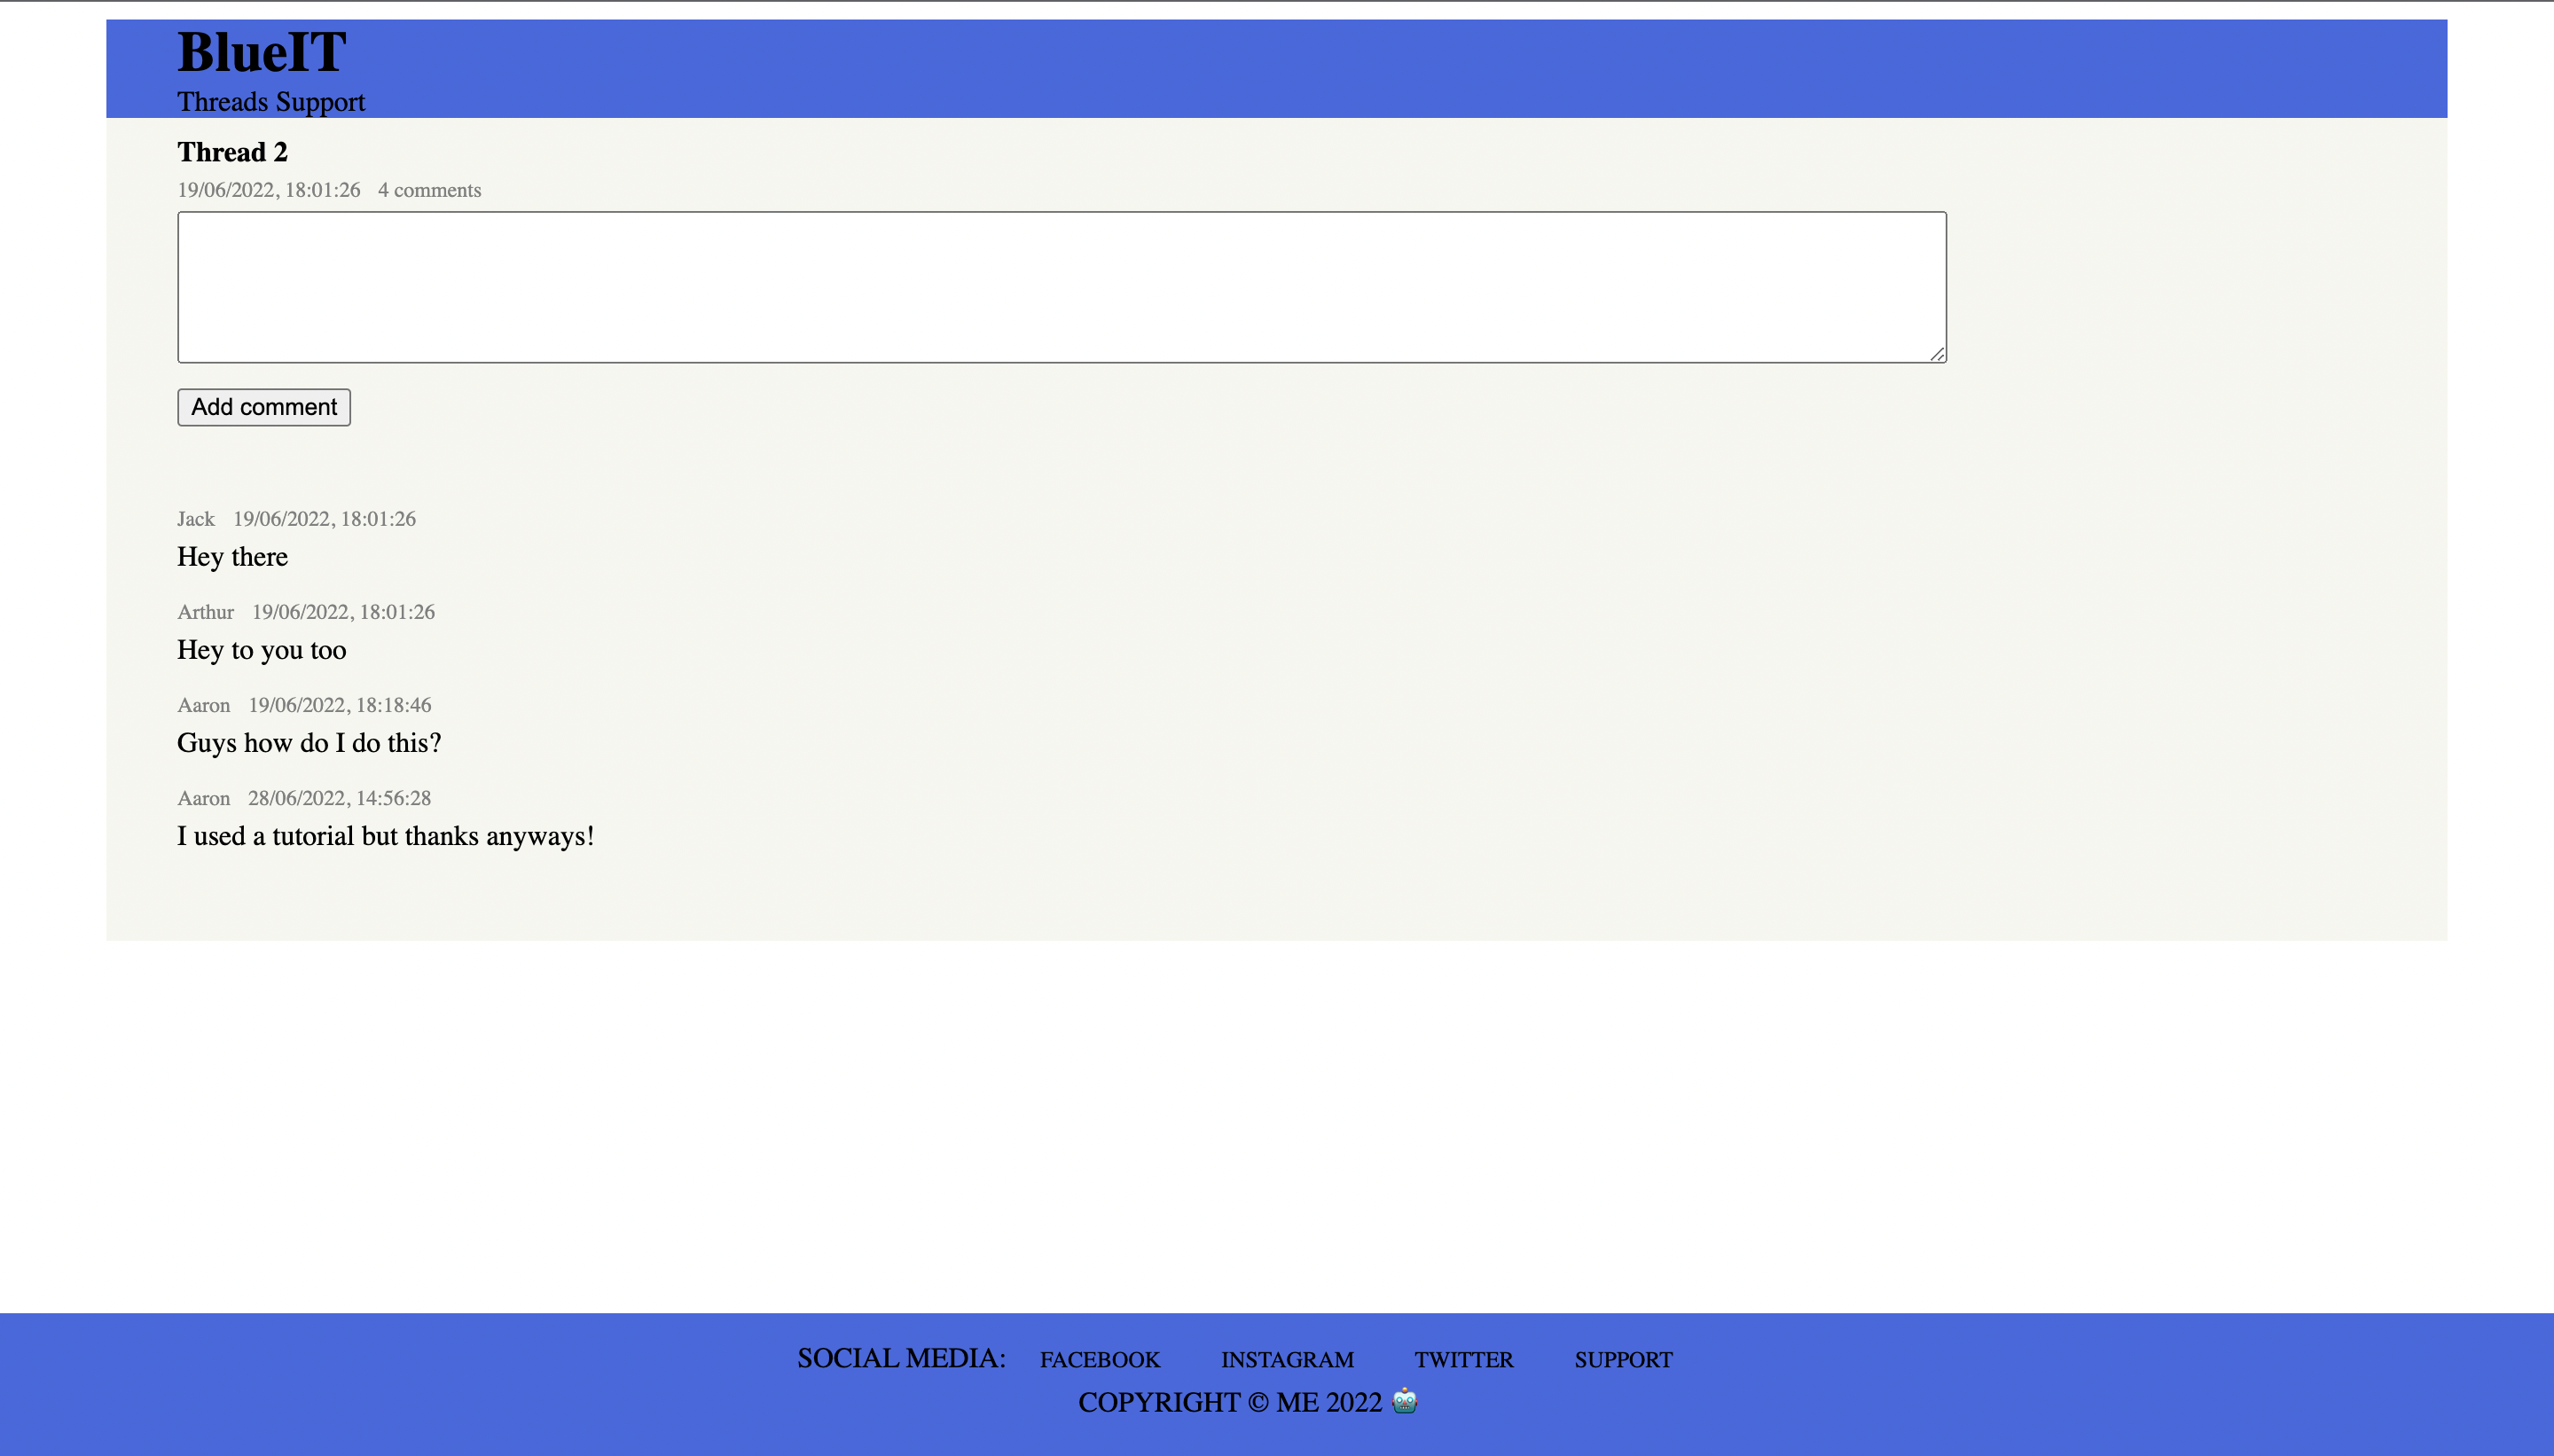 BlueIT
Threads Support
Thread 2
19/06/2022, 18:01:26 4 comments
Add comment
Jack 19/06/2022, 18:01:26
Hey there
Arthur 19/06/2022, 18:01:26
Hey to you too
Aaron 19/06/2022, 18:18:46
Guys how do I do this?
Aaron 28/06/2022, 14:56:28
I used a tutorial but thanks anyways!
SOCIAL MEDIA: FACEBOOK INSTAGRAM TWITTER SUPPORT
COPYRIGHT © ME 2022 🤖